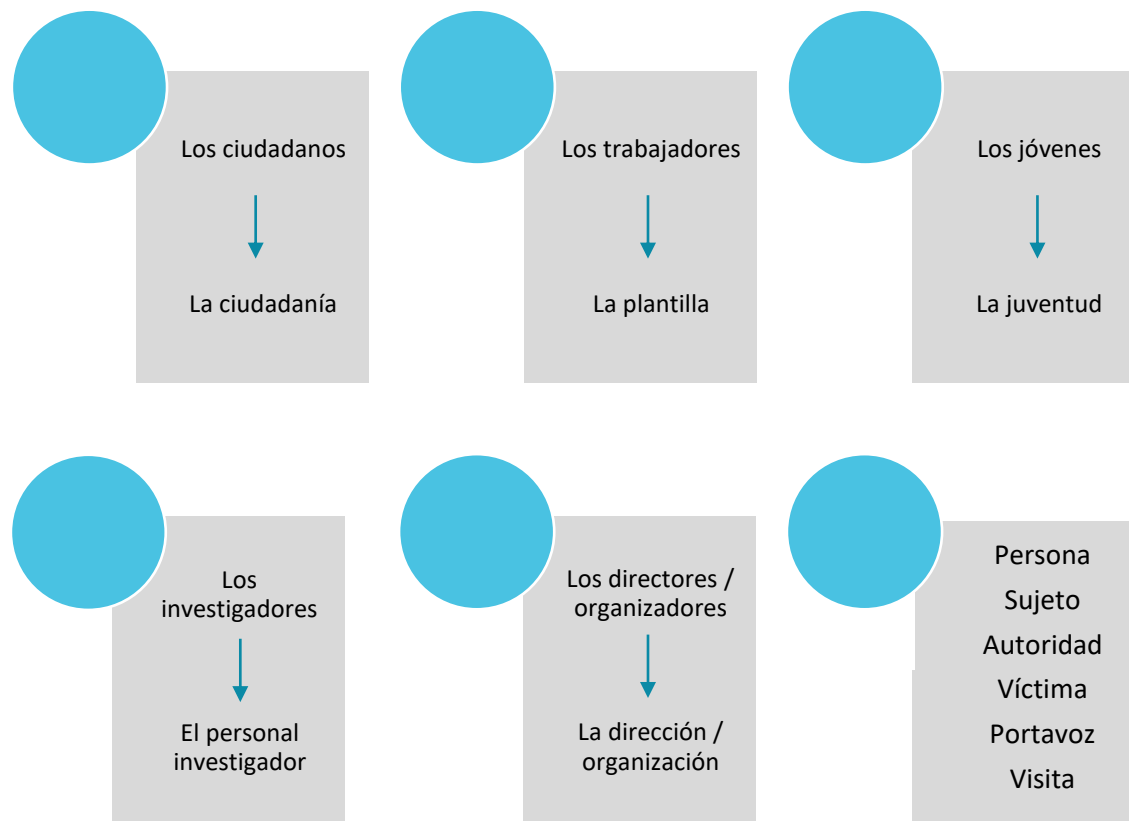 Los ciudadanos
La ciudadanía
Los trabajadores
La plantilla
Los jóvenes
La juventud
Los
investigadores
El personal
investigador
Los directores /
organizadores
La dirección /
organización
Persona
Sujeto
Autoridad
Víctima
Portavoz
Visita